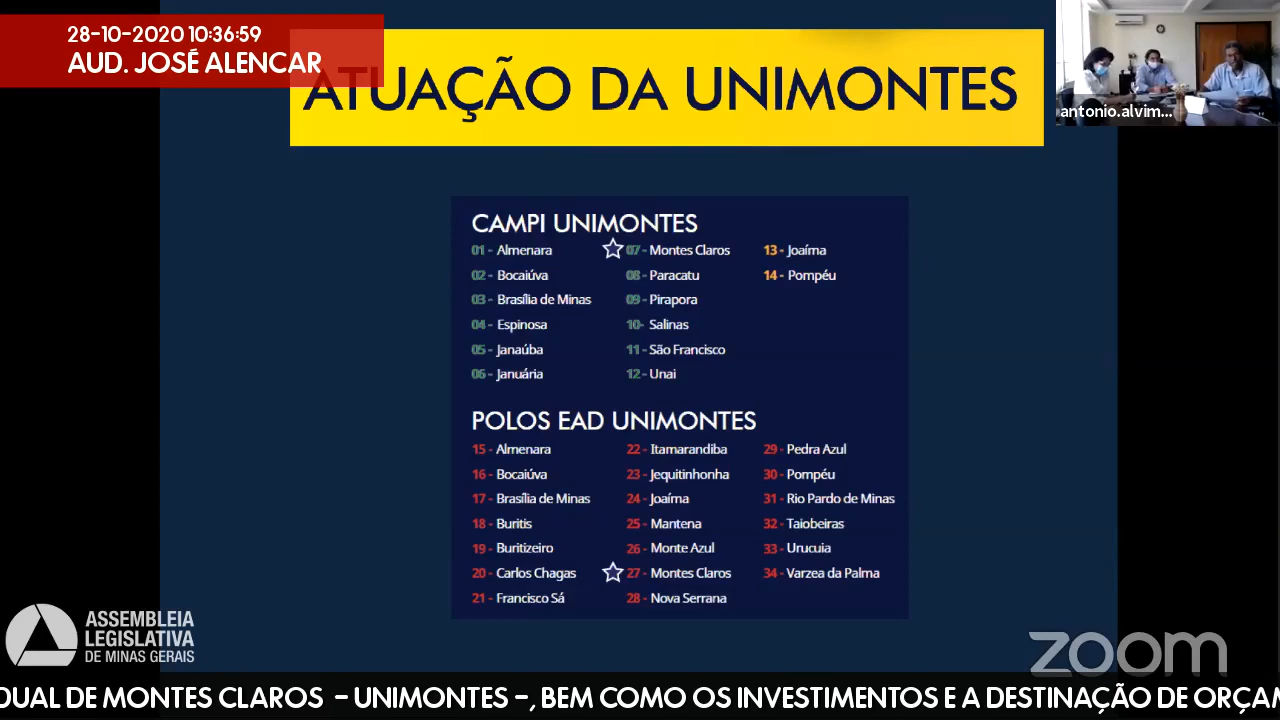 28-10-2020 10:36:59
AUD. JOSÉ ALENCAR
ATUAÇÃO DA UNIMONTES
antonio.alvim...
CAMPI UNIMONTES
01 - Almenara
02 - Bocaiúva
03 - Brasília de Minas
04 - Espinosa
05 - Janaúba
06 - Januária
07 - Montes Claros
08 - Paracatu
09 - Pirapora
10- Salinas
11 - São Francisco
12 - Unai
13 - Joaíma
14 - Pompéu
POLOS EAD UNIMONTES
15 - Almenara
16 - Bocaiúva
17 - Brasília de Minas
18 - Buritis
19 - Buritizeiro
20 - Carlos Chagas
21 - Francisco Sá
22 - Itamarandiba
23 - Jequitinhonha
24 - Joaíma
25 - Mantena
26 - Monte Azul
27 - Montes Claros
28 - Nova Serrana
29 - Pedra Azul
30 - Pompéu
31 - Rio Pardo de Minas
32 - Taiobeiras
33 - Urucuia
34 - Varzea da Palma
ASSEMBLEIA
LEGISLATIVA
DE MINAS GERAIS
zoom
DUAL DE MONTES CLAROS – UNIMONTES –, BEM COMO OS INVESTIMENTOS E A DESTINAÇÃO DE ORÇAM